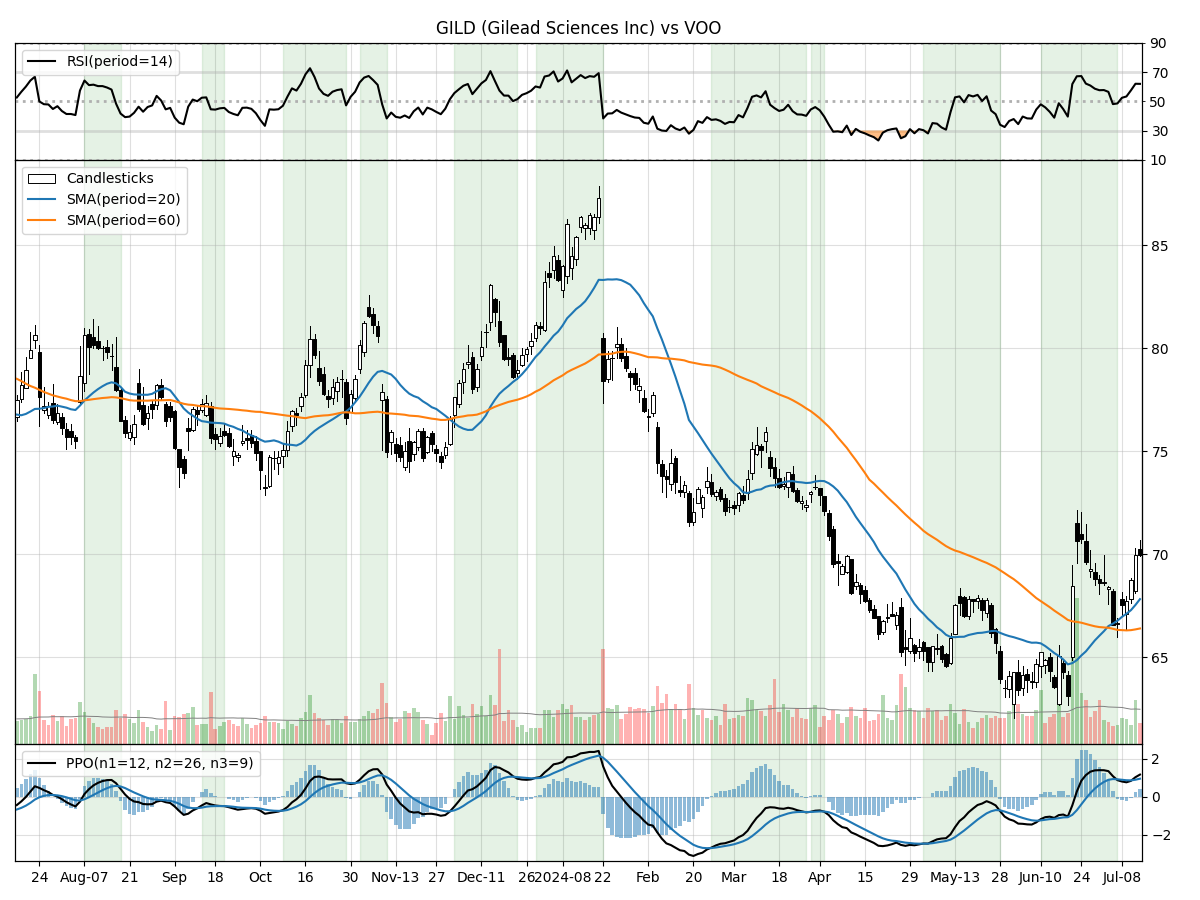 GILD (Gilead Sciences Inc) vs VOO
RSI(period=14)
90
70
50
30
10
Candlesticks
SMA(period=20)
SMA(period=60)
85
80
75
70
65
PPO(n1=12, n2=26, n3=9)
2
0
−2
24 Aug-07 21 Sep 18 Oct 16 30 Nov-13 27 Dec-11 26 2024-08 22 Feb 20 Mar 18 Apr 15 29 May-13 28 Jun-10 24 Jul-08